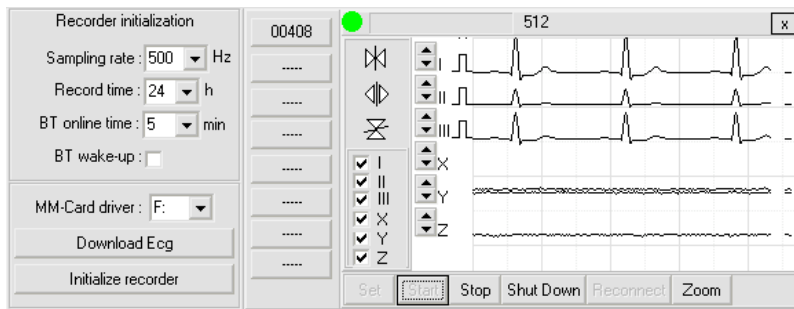 Recorder initialization
Sampling rate : 500 Hz
Record time : 24 h
BT online time : 5 min
BT wake-up :
MM-Card driver : F:
Download Ecg
Initialize recorder
00408
-----
-----
-----
-----
-----
-----
-----
512
x
I
II
III
X
Y
Z
I
II
III
X
Y
Z
Set
Start
Stop
Shut Down
Reconnect
Zoom